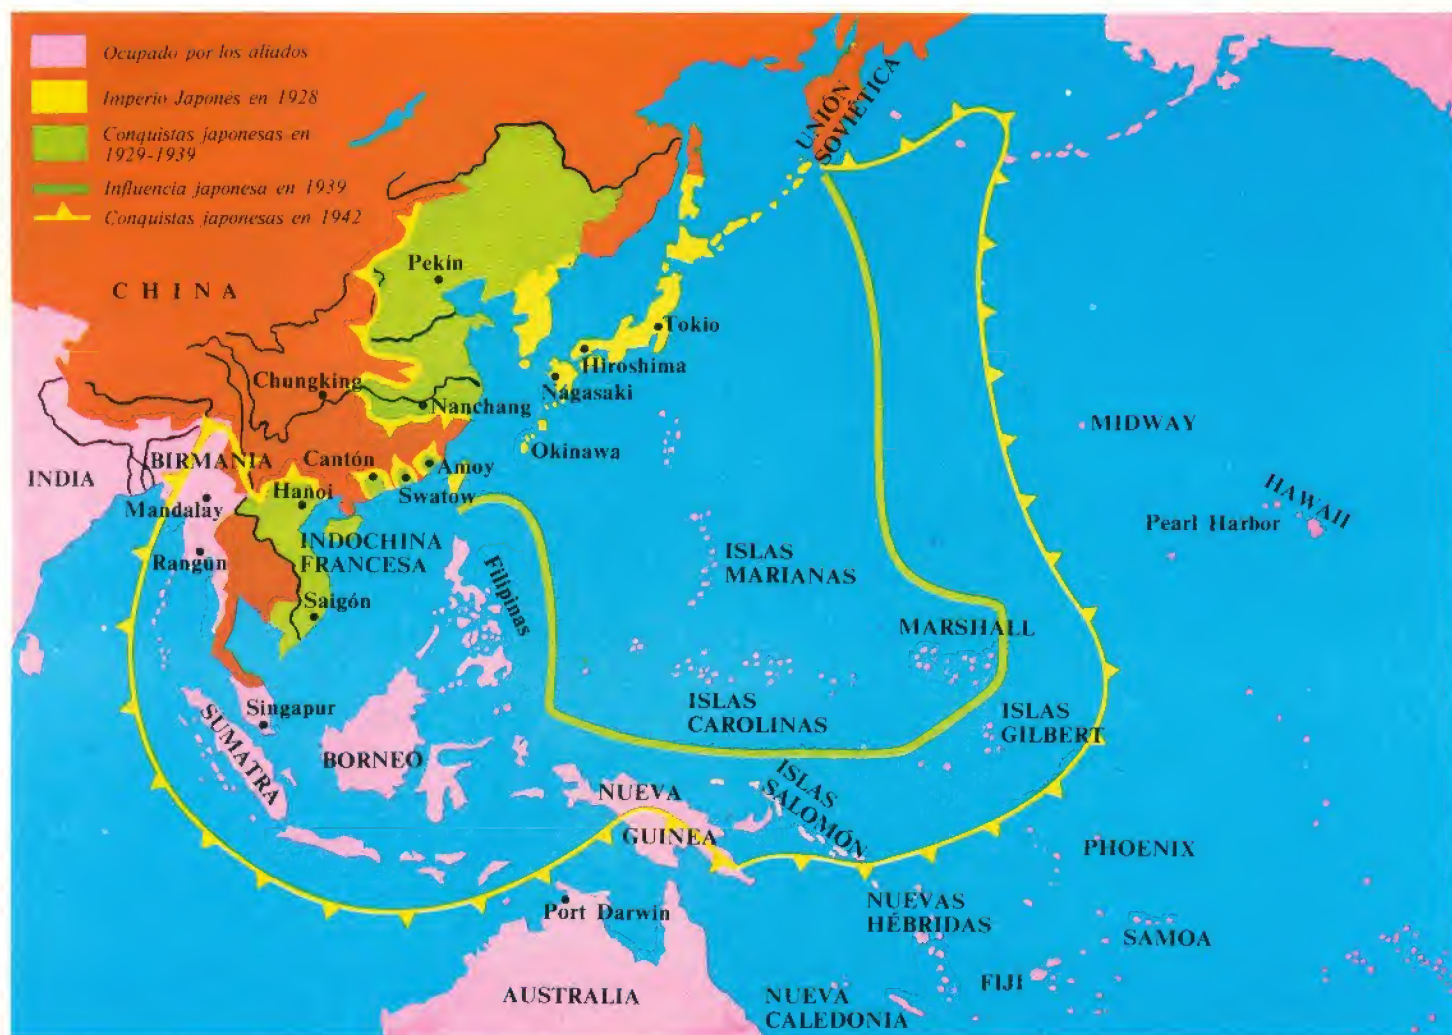 Ocupado por los aliados
Imperio Japonés en 1928
Conquistas japonesas en
1929-1939
Influencia japonesa en 1939
Conquistas japonesas en 1942
UNIÓN
SOVIÉTICA
CHINA
Pekín
Tokio
Hiroshima
Nagasaki
Chungking
Nanchang
Okinawa
MIDWAY
INDIA
BIRMANIA
Cantón
Amoy
Swatow
Hanoi
Mandalay
HAWAII
Pearl Harbor
Rangún
INDOCHINA
FRANCESA
Filipinas
ISLAS
MARIANAS
Saigón
MARSHALL
Singapur
SUMATRA
BORNEO
ISLAS
CAROLINAS
ISLAS
GILBERT
NUEVA
GUINEA
ISLAS
SALOMÓN
PHOENIX
Port Darwin
NUEVAS
HÉBRIDAS
SAMOA
FIJI
AUSTRALIA
NUEVA
CALEDONIA